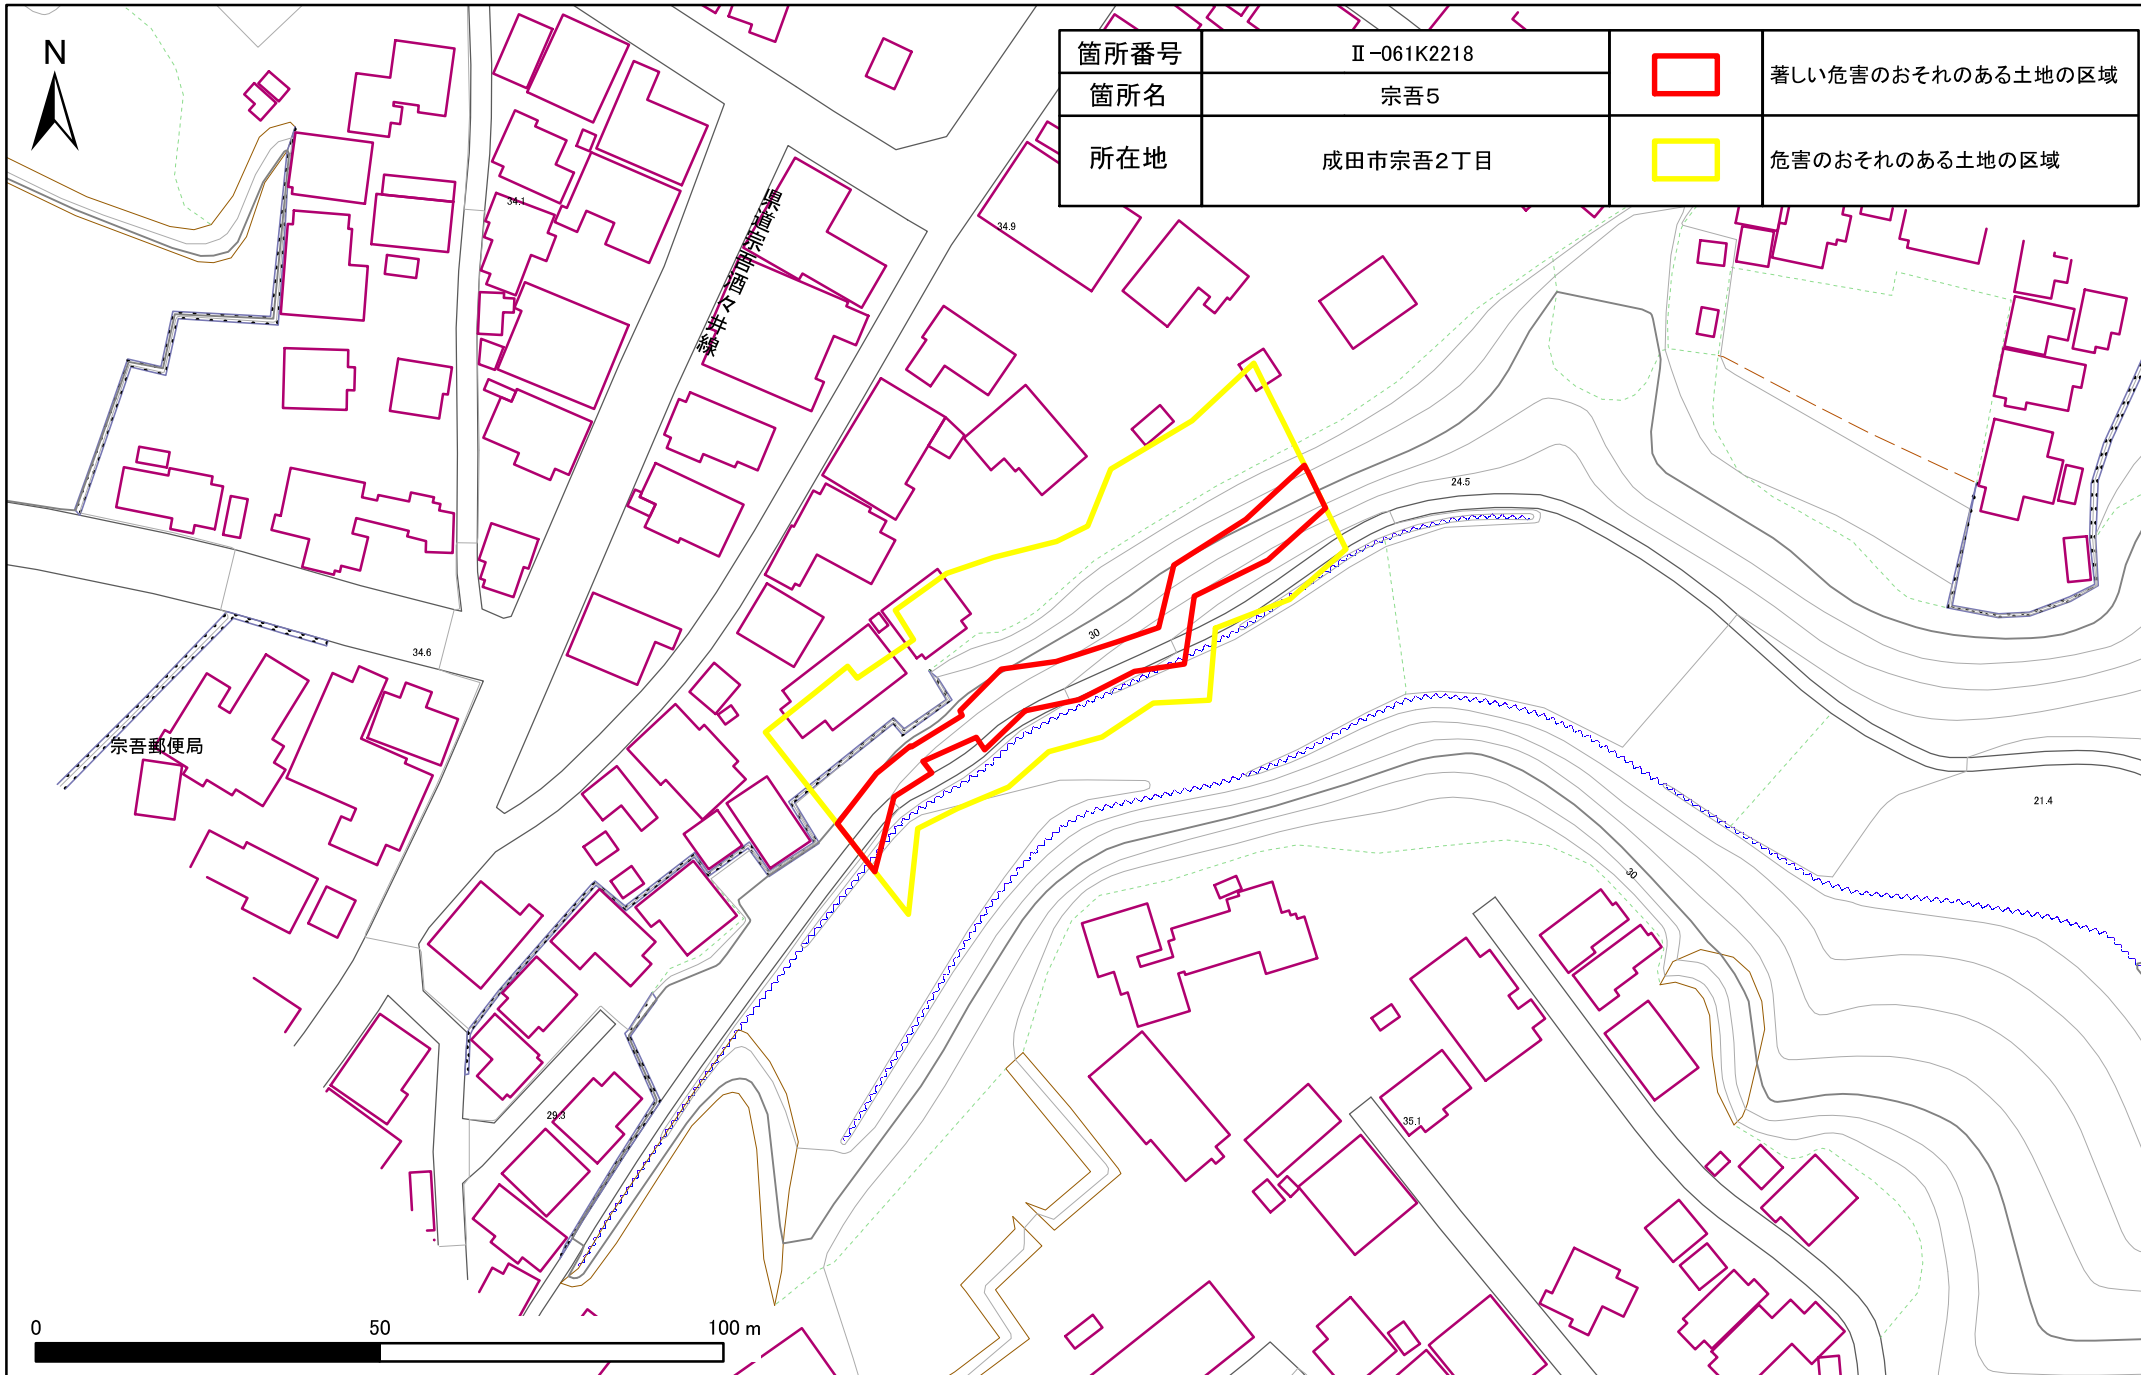 N
箇所番号 Ⅱ-061K2218
箇所名 宗吾5
所在地 成田市宗吾2丁目
著しい危害のおそれのある土地の区域
危害のおそれのある土地の区域
34.1
県道宗吾酒々井線
34.9
24.5
30
34.6
宗吾郵便局
21.4
30
29.3
35.1
0 50 100 m